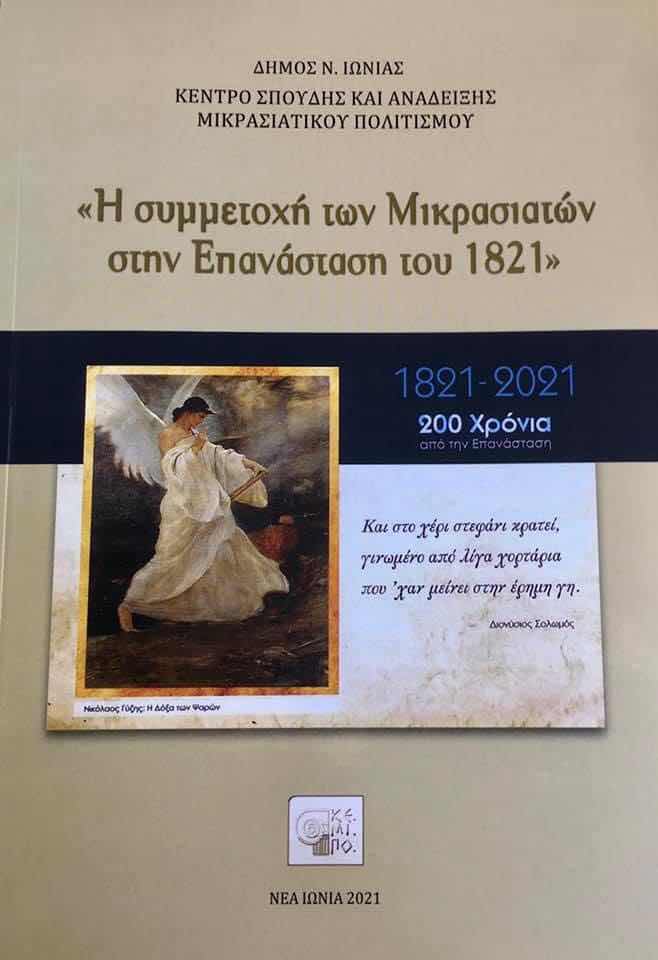 ΔΗΜΟΣ Ν. ΙΩΝΙΑΣ
ΚΕΝΤΡΟ ΣΠΟΥΔΗΣ ΚΑΙ ΑΝΑΔΕΙΞΗΣ
ΜΙΚΡΑΣΙΑΤΙΚΟΥ ΠΟΛΙΤΙΣΜΟΥ
«Η συμμετοχή των Μικρασιατών
στην Επανάσταση του 1821»
1821-2021
200 Χρόνια
από την Επανάσταση
Και στο χέρι στεφάνι κρατεί,
γινωμένο από λίγα χορτάρια
που ’χαν μείνει στην έρημη γη.
Διονύσιος Σολωμός
Νικόλαος Γύζης: Η Δόξα των Ψαρών
ΚΕ.
ΜΙ.
ΠΟ.
ΝΕΑ ΙΩΝΙΑ 2021